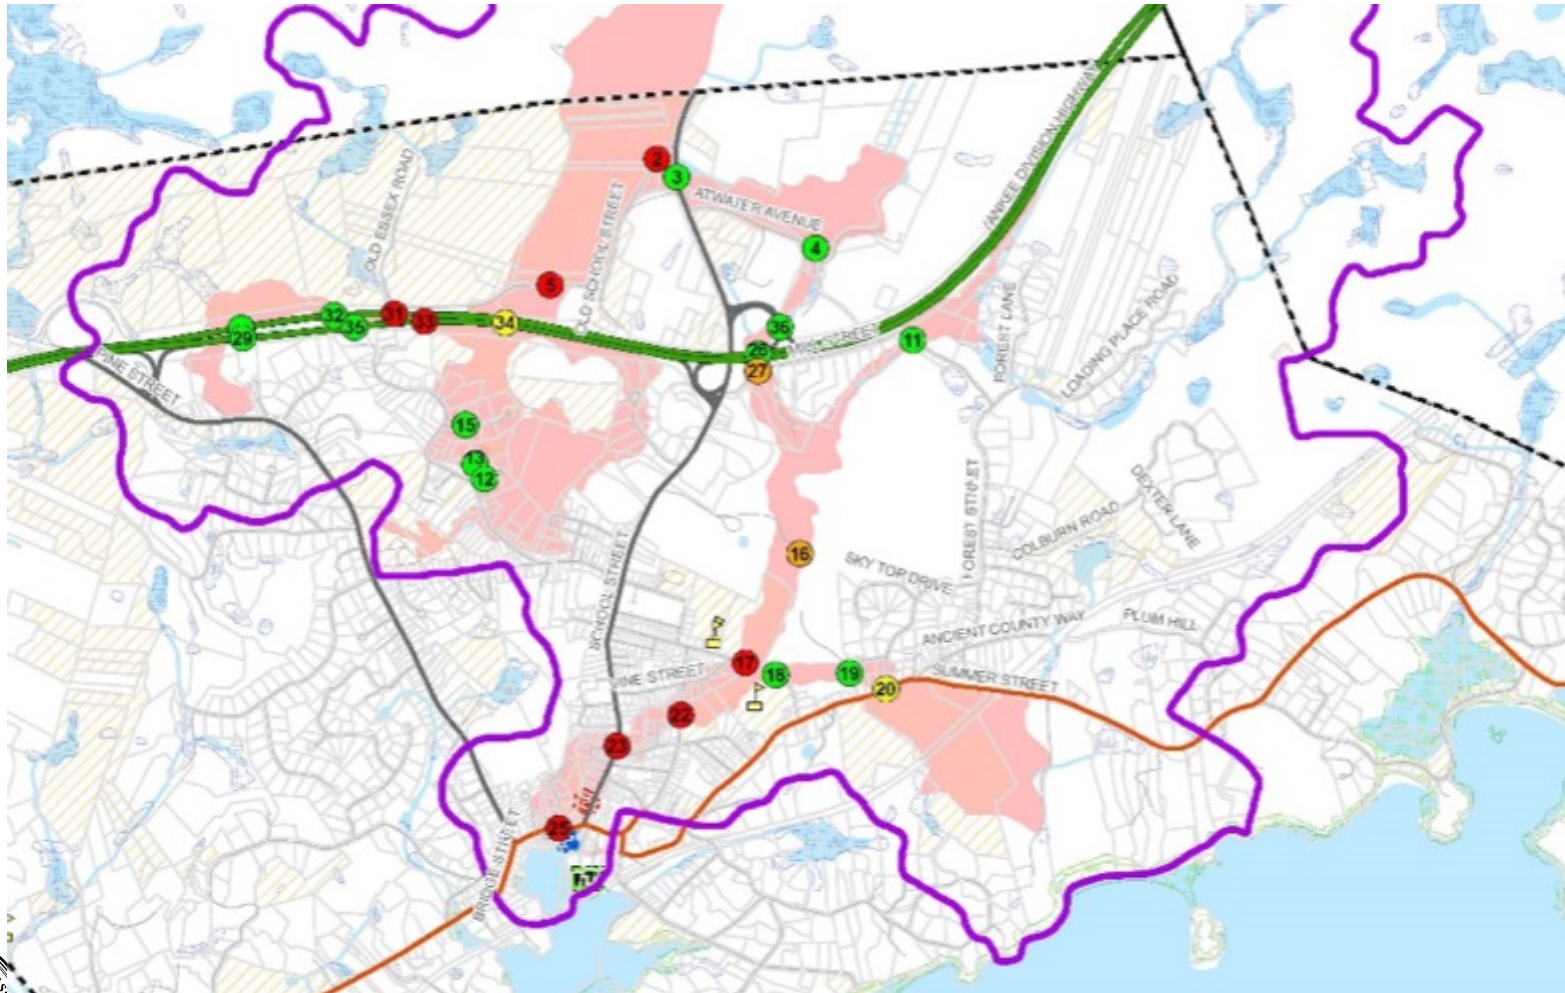 2
3
OLD ESSEX ROAD
YANKEE DIVISION HIGHWAY
OLD SCHOOL STREET
ATWATER AVENUE
4
5
32
31
33
34
35
36
29
26
27
11
PINE STREET
FOREST LANE
LOADING PLACE ROAD
15
13
12
DEXTER LANE
COLBURN ROAD
FOREST STREET
16
SKY TOP DRIVE
SCHOOL STREET
ANCIENT COUNTY WAY
PLUM HILL
17
18
19
20
SUMMER STREET
22
23
25
BRIDGE STREET